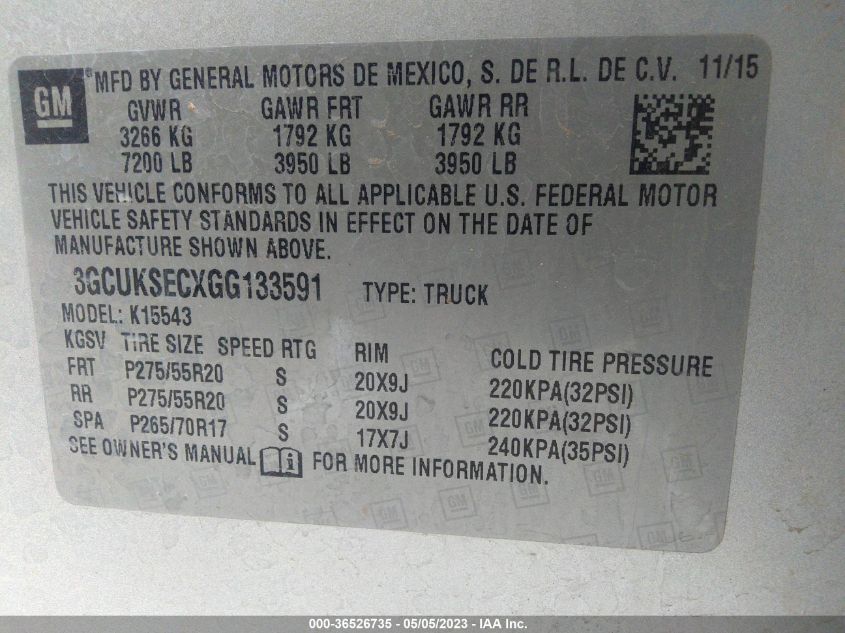 GM ® MFD BY GENERAL MOTORS DE MEXICO, S. DE R.L. DE C.V. 11/15
GVWR GAWR FRT GAWR RR
3266 KG 1792 KG 1792 KG
7200 LB 3950 LB 3950 LB
THIS VEHICLE CONFORMS TO ALL APPLICABLE U.S. FEDERAL MOTOR
VEHICLE SAFETY STANDARDS IN EFFECT ON THE DATE OF
MANUFACTURE SHOWN ABOVE.
3GCUKSECXGG133591 TYPE: TRUCK
MODEL: K15543
KGSV TIRE SIZE SPEED RTG RIM COLD TIRE PRESSURE
FRT P275/55R20 S 20X9J 220KPA(32PSI)
RR P275/55R20 S 20X9J 220KPA(32PSI)
SPA P265/70R17 S 17X7J 240KPA(35PSI)
SEE OWNER'S MANUAL i FOR MORE INFORMATION.
000-36526735 - 05/05/2023 - IAA Inc.